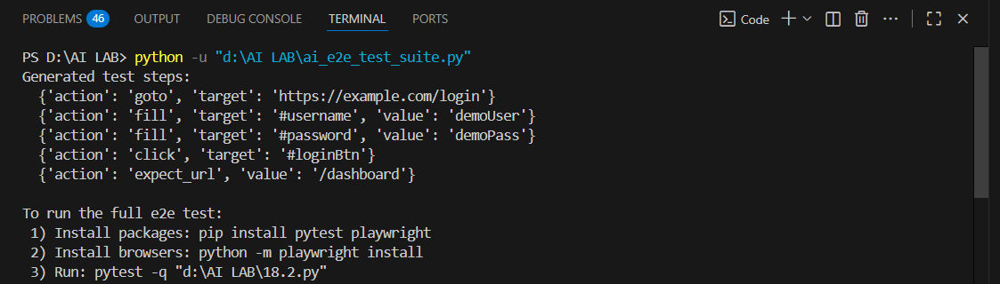 PROBLEMS 46 OUTPUT DEBUG CONSOLE TERMINAL PORTS Code
PS D:\AI LAB> python -u "d:\AI LAB\ai_e2e_test_suite.py"
Generated test steps:
  {'action': 'goto', 'target': 'https://example.com/login'}
  {'action': 'fill', 'target': '#username', 'value': 'demoUser'}
  {'action': 'fill', 'target': '#password', 'value': 'demoPass'}
  {'action': 'click', 'target': '#loginBtn'}
  {'action': 'expect_url', 'value': '/dashboard'}

To run the full e2e test:
 1) Install packages: pip install pytest playwright
 2) Install browsers: python -m playwright install
 3) Run: pytest -q "d:\AI LAB\18.2.py"